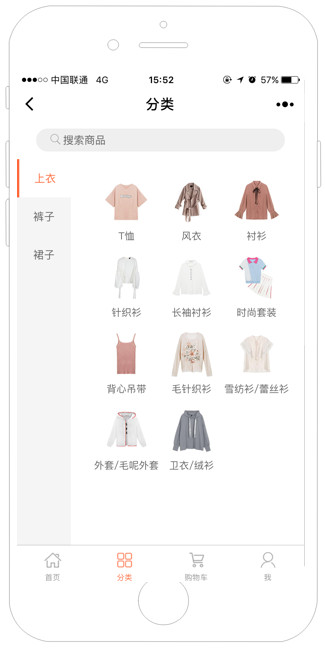 中国联通 4G 15:52 57%
分类
搜索商品
上衣
裤子
裙子
T恤 风衣 衬衫
针织衫 长袖衬衫 时尚套装
背心吊带 毛针织衫 雪纺衫/蕾丝衫
外套/毛呢外套 卫衣/绒衫
首页 分类 购物车 我